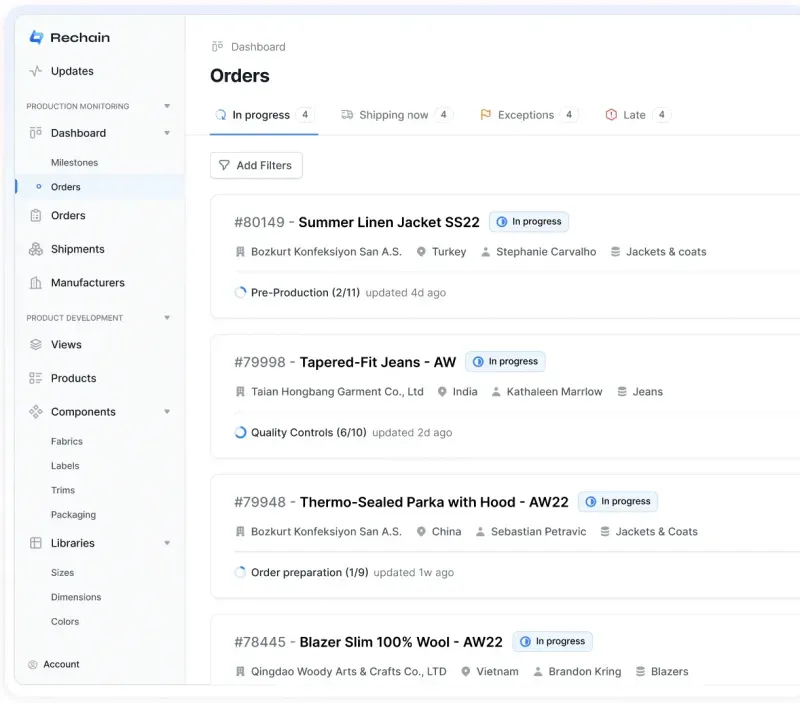 Rechain
Updates
PRODUCTION MONITORING
Dashboard
Milestones
Orders
Orders
Shipments
Manufacturers
PRODUCT DEVELOPMENT
Views
Products
Components
Fabrics
Labels
Trims
Packaging
Libraries
Sizes
Dimensions
Colors
Account
Dashboard
Orders
In progress 4 Shipping now 4 Exceptions 4 Late 4
Add Filters
#80149 - Summer Linen Jacket SS22 In progress
Bozkurt Konfeksiyon San A.S. Turkey Stephanie Carvalho Jackets & coats
Pre-Production (2/11) updated 4d ago
#79998 - Tapered-Fit Jeans - AW In progress
Taian Hongbang Garment Co., Ltd India Kathaleen Marrlow Jeans
Quality Controls (6/10) updated 2d ago
#79948 - Thermo-Sealed Parka with Hood - AW22 In progress
Bozkurt Konfeksiyon San A.S. China Sebastian Petravic Jackets & Coats
Order preparation (1/9) updated 1w ago
#78445 - Blazer Slim 100% Wool - AW22 In progress
Qingdao Woody Arts & Crafts Co., LTD Vietnam Brandon Kring Blazers